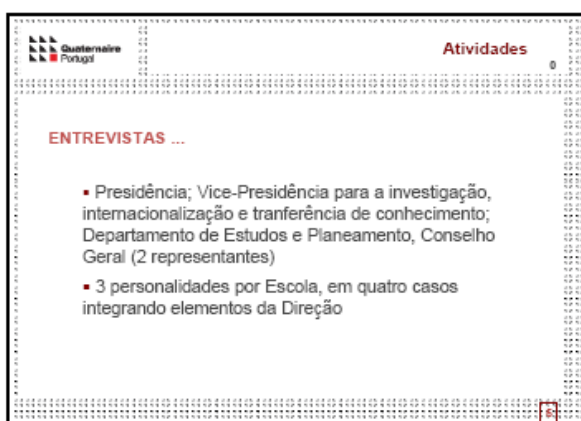 Quaternaire
Portugal
Atividades
0
ENTREVISTAS ...
▪ Presidência; Vice-Presidência para a investigação,
internacionalização e tranferência de conhecimento;
Departamento de Estudos e Planeamento, Conselho
Geral (2 representantes)
▪ 3 personalidades por Escola, em quatro casos
integrando elementos da Direção
6